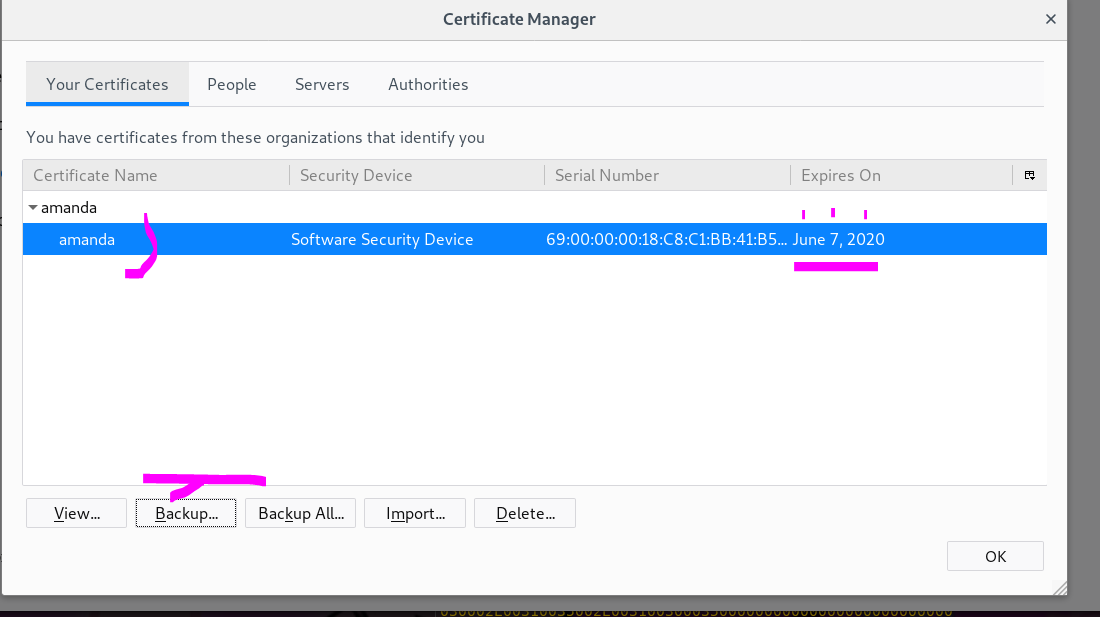 Certificate Manager
Your Certificates People Servers Authorities
You have certificates from these organizations that identify you
Certificate Name Security Device Serial Number Expires On
amanda
amanda Software Security Device 69:00:00:00:18:C8:C1:BB:41:B5... June 7, 2020
View... Backup... Backup All... Import... Delete...
OK